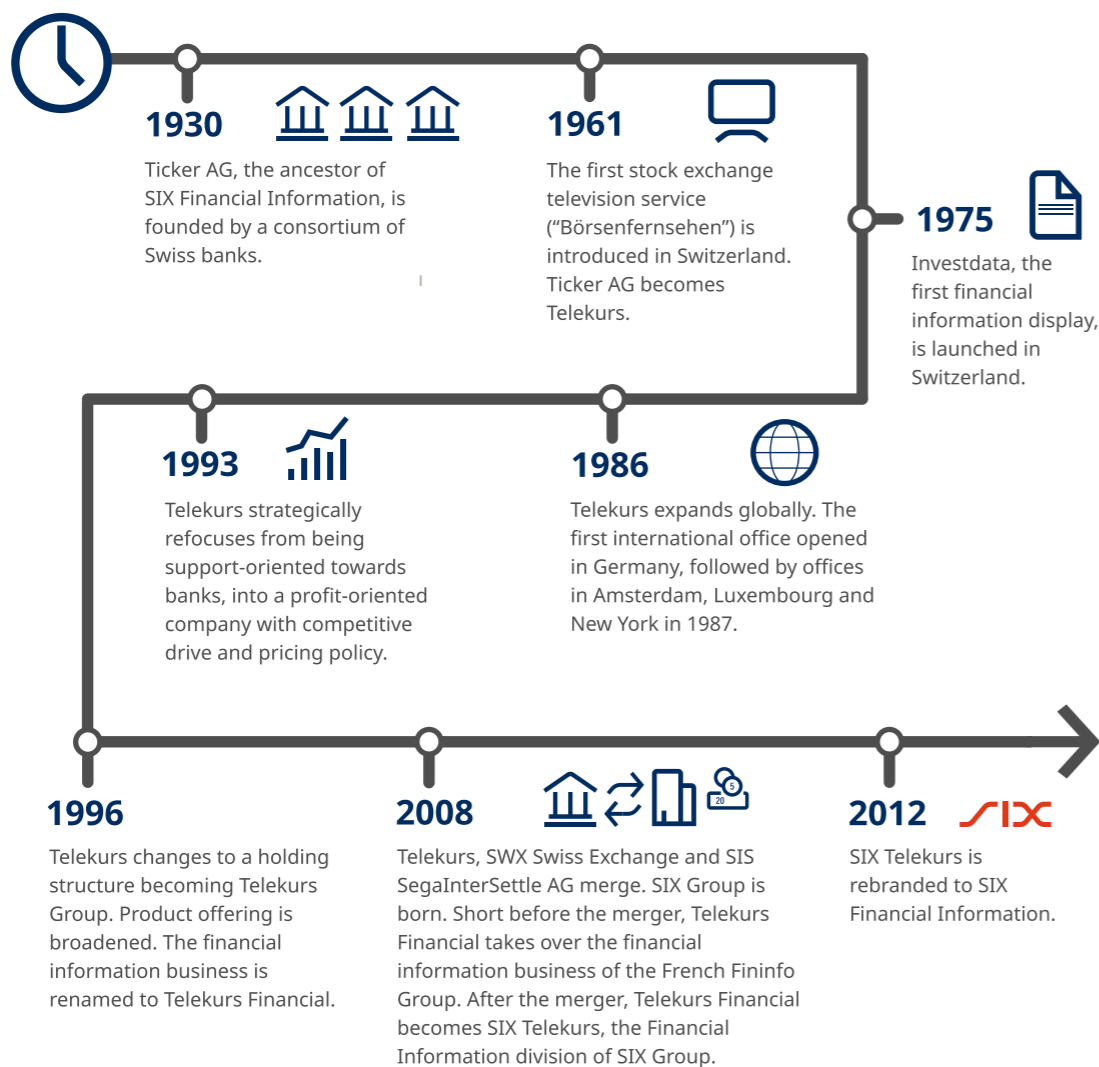 1930
Ticker AG, the ancestor of
SIX Financial Information, is
founded by a consortium of
Swiss banks.
1961
The first stock exchange
television service
(“Börsenfernsehen”) is
introduced in Switzerland.
Ticker AG becomes
Telekurs.
1975
Investdata, the
first financial
information display,
is launched in
Switzerland.
1986
Telekurs expands globally. The
first international office opened
in Germany, followed by offices
in Amsterdam, Luxembourg and
New York in 1987.
1993
Telekurs strategically
refocuses from being
support-oriented towards
banks, into a profit-oriented
company with competitive
drive and pricing policy.
1996
Telekurs changes to a holding
structure becoming Telekurs
Group. Product offering is
broadened. The financial
information business is
renamed to Telekurs Financial.
2008
5
20
Telekurs, SWX Swiss Exchange and SIS
SegaInterSettle AG merge. SIX Group is
born. Short before the merger, Telekurs
Financial takes over the financial
information business of the French Fininfo
Group. After the merger, Telekurs Financial
becomes SIX Telekurs, the Financial
Information division of SIX Group.
2012
SIX
SIX Telekurs is
rebranded to SIX
Financial Information.